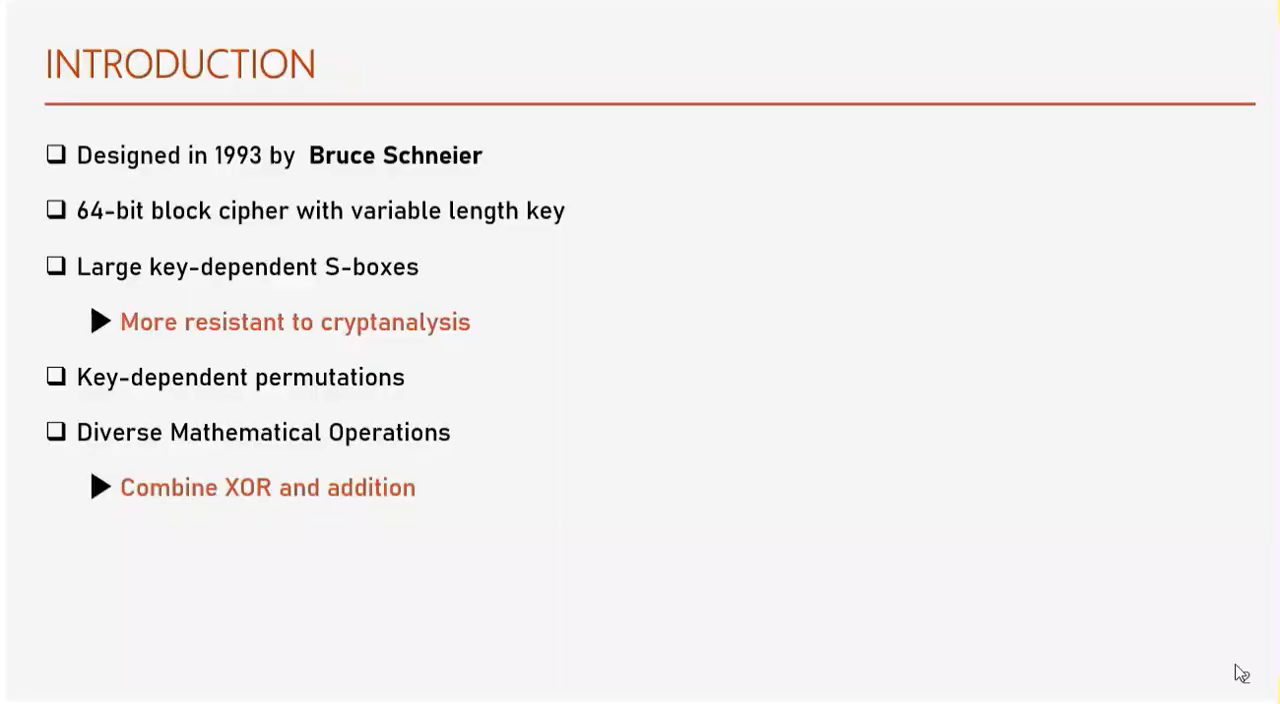 INTRODUCTION
Designed in 1993 by Bruce Schneier
64-bit block cipher with variable length key
Large key-dependent S-boxes
More resistant to cryptanalysis
Key-dependent permutations
Diverse Mathematical Operations
Combine XOR and addition
2